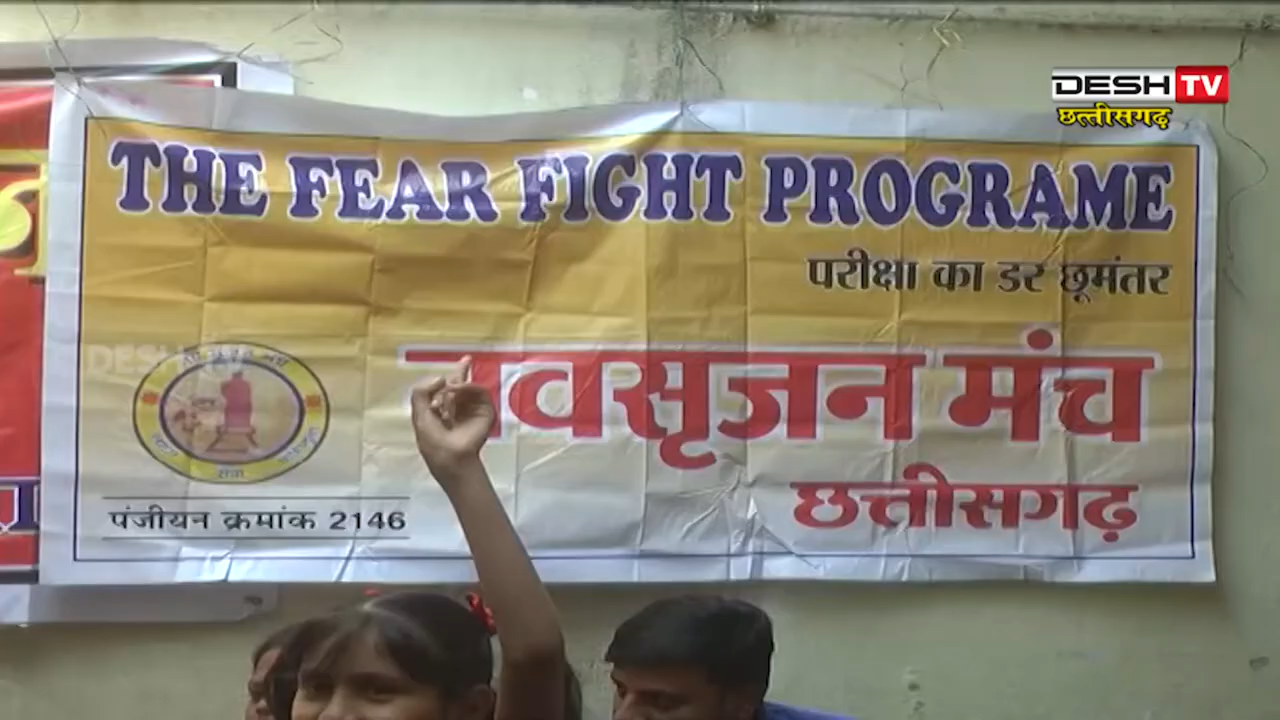 DESH TV
छत्तीसगढ़
THE FEAR FIGHT PROGRAME
परीक्षा का डर छूमंतर
नवसृजन मंच
छत्तीसगढ़
सेवा
पंजीयन क्रमांक 2146